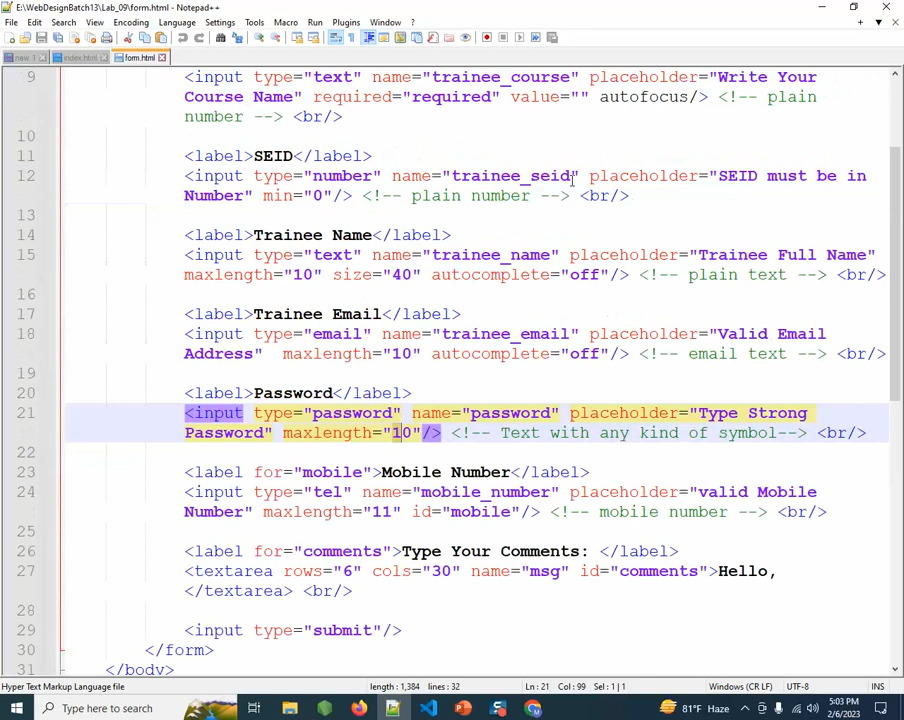 E:\WebDesignBatch13\Lab_09\form.html - Notepad++
File Edit Search View Encoding Language Settings Tools Macro Run Plugins Window ?
new 1 index.html form.html
9 <input type="text" name="trainee_course" placeholder="Write Your
Course Name" required="required" value="" autofocus/> <!-- plain
number --> <br/>
10
11 <label>SEID</label>
12 <input type="number" name="trainee_seid" placeholder="SEID must be in
Number" min="0"/> <!-- plain number --> <br/>
13
14 <label>Trainee Name</label>
15 <input type="text" name="trainee_name" placeholder="Trainee Full Name"
maxlength="10" size="40" autocomplete="off"/> <!-- plain text --> <br/>
16
17 <label>Trainee Email</label>
18 <input type="email" name="trainee_email" placeholder="Valid Email
Address"  maxlength="10" autocomplete="off"/> <!-- email text --> <br/>
19
20 <label>Password</label>
21 <input type="password" name="password" placeholder="Type Strong
Password" maxlength="10"/> <!-- Text with any kind of symbol--> <br/>
22
23 <label for="mobile">Mobile Number</label>
24 <input type="tel" name="mobile_number" placeholder="valid Mobile
Number" maxlength="11" id="mobile"/> <!-- mobile number --> <br/>
25
26 <label for="comments">Type Your Comments: </label>
27 <textarea rows="6" cols="30" name="msg" id="comments">Hello,
</textarea> <br/>
28
29 <input type="submit"/>
30 </form>
31 </body>
Hyper Text Markup Language file length : 1,384 lines : 32 Ln : 21 Col : 99 Sel : 1 | 1 Windows (CR LF) UTF-8 INS
Type here to search 81°F Haze 5:03 PM
2/6/2023